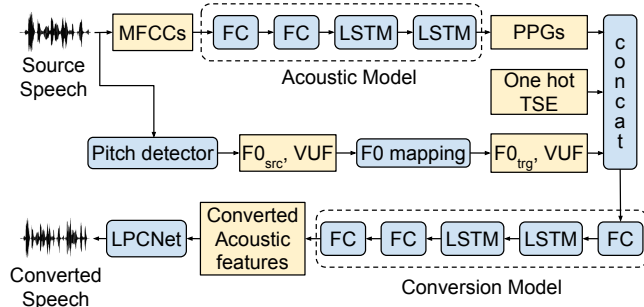 MFCCs
FC
FC
LSTM
LSTM
PPGs
Source
Speech
Acoustic Model
One hot
TSE
concat
Pitch detector
F0src, VUF
F0 mapping
F0trg, VUF
Converted
Acoustic
features
LPCNet
FC
FC
LSTM
LSTM
FC
Converted
Speech
Conversion Model